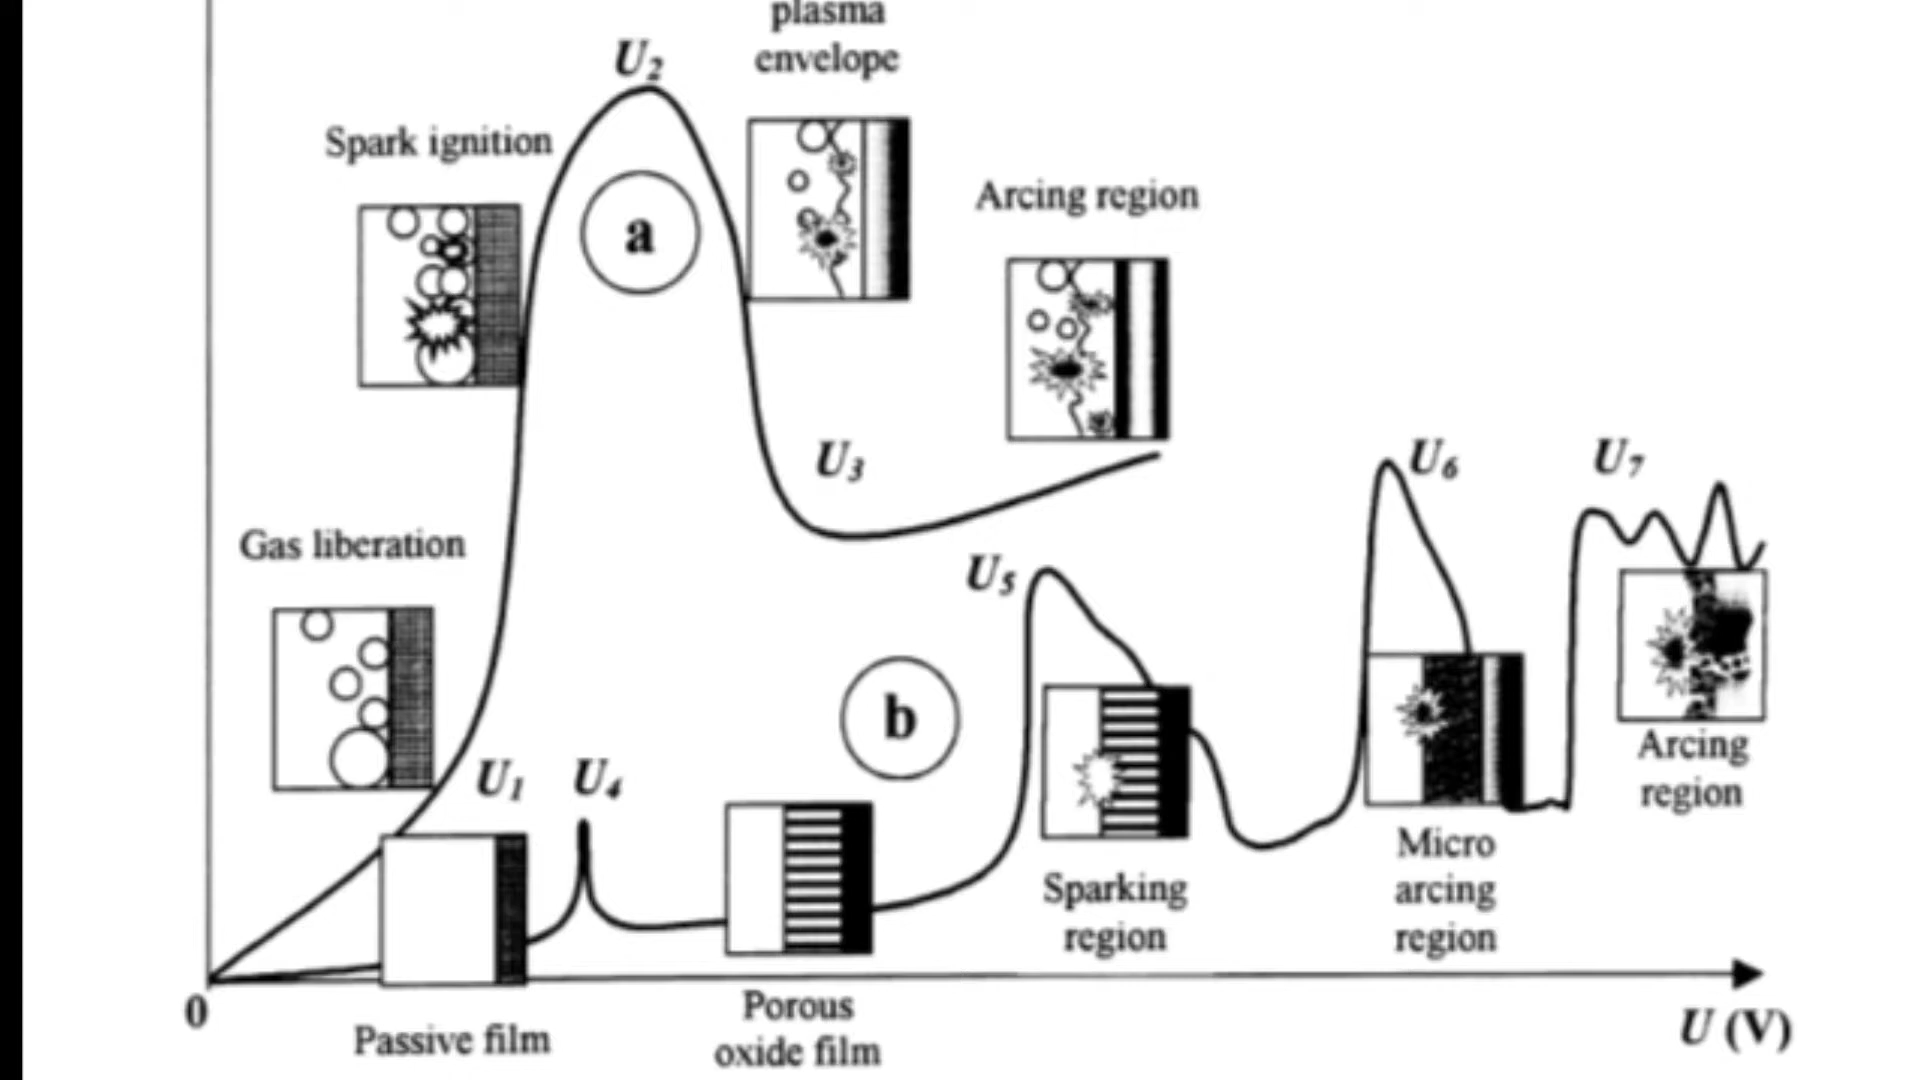 plasma
envelope
U2
Spark ignition
a
Arcing region
U3
U6
U7
Gas liberation
U5
b
U1
U4
Arcing
region
Micro
arcing
region
Sparking
region
0
Passive film
Porous
oxide film
U (V)